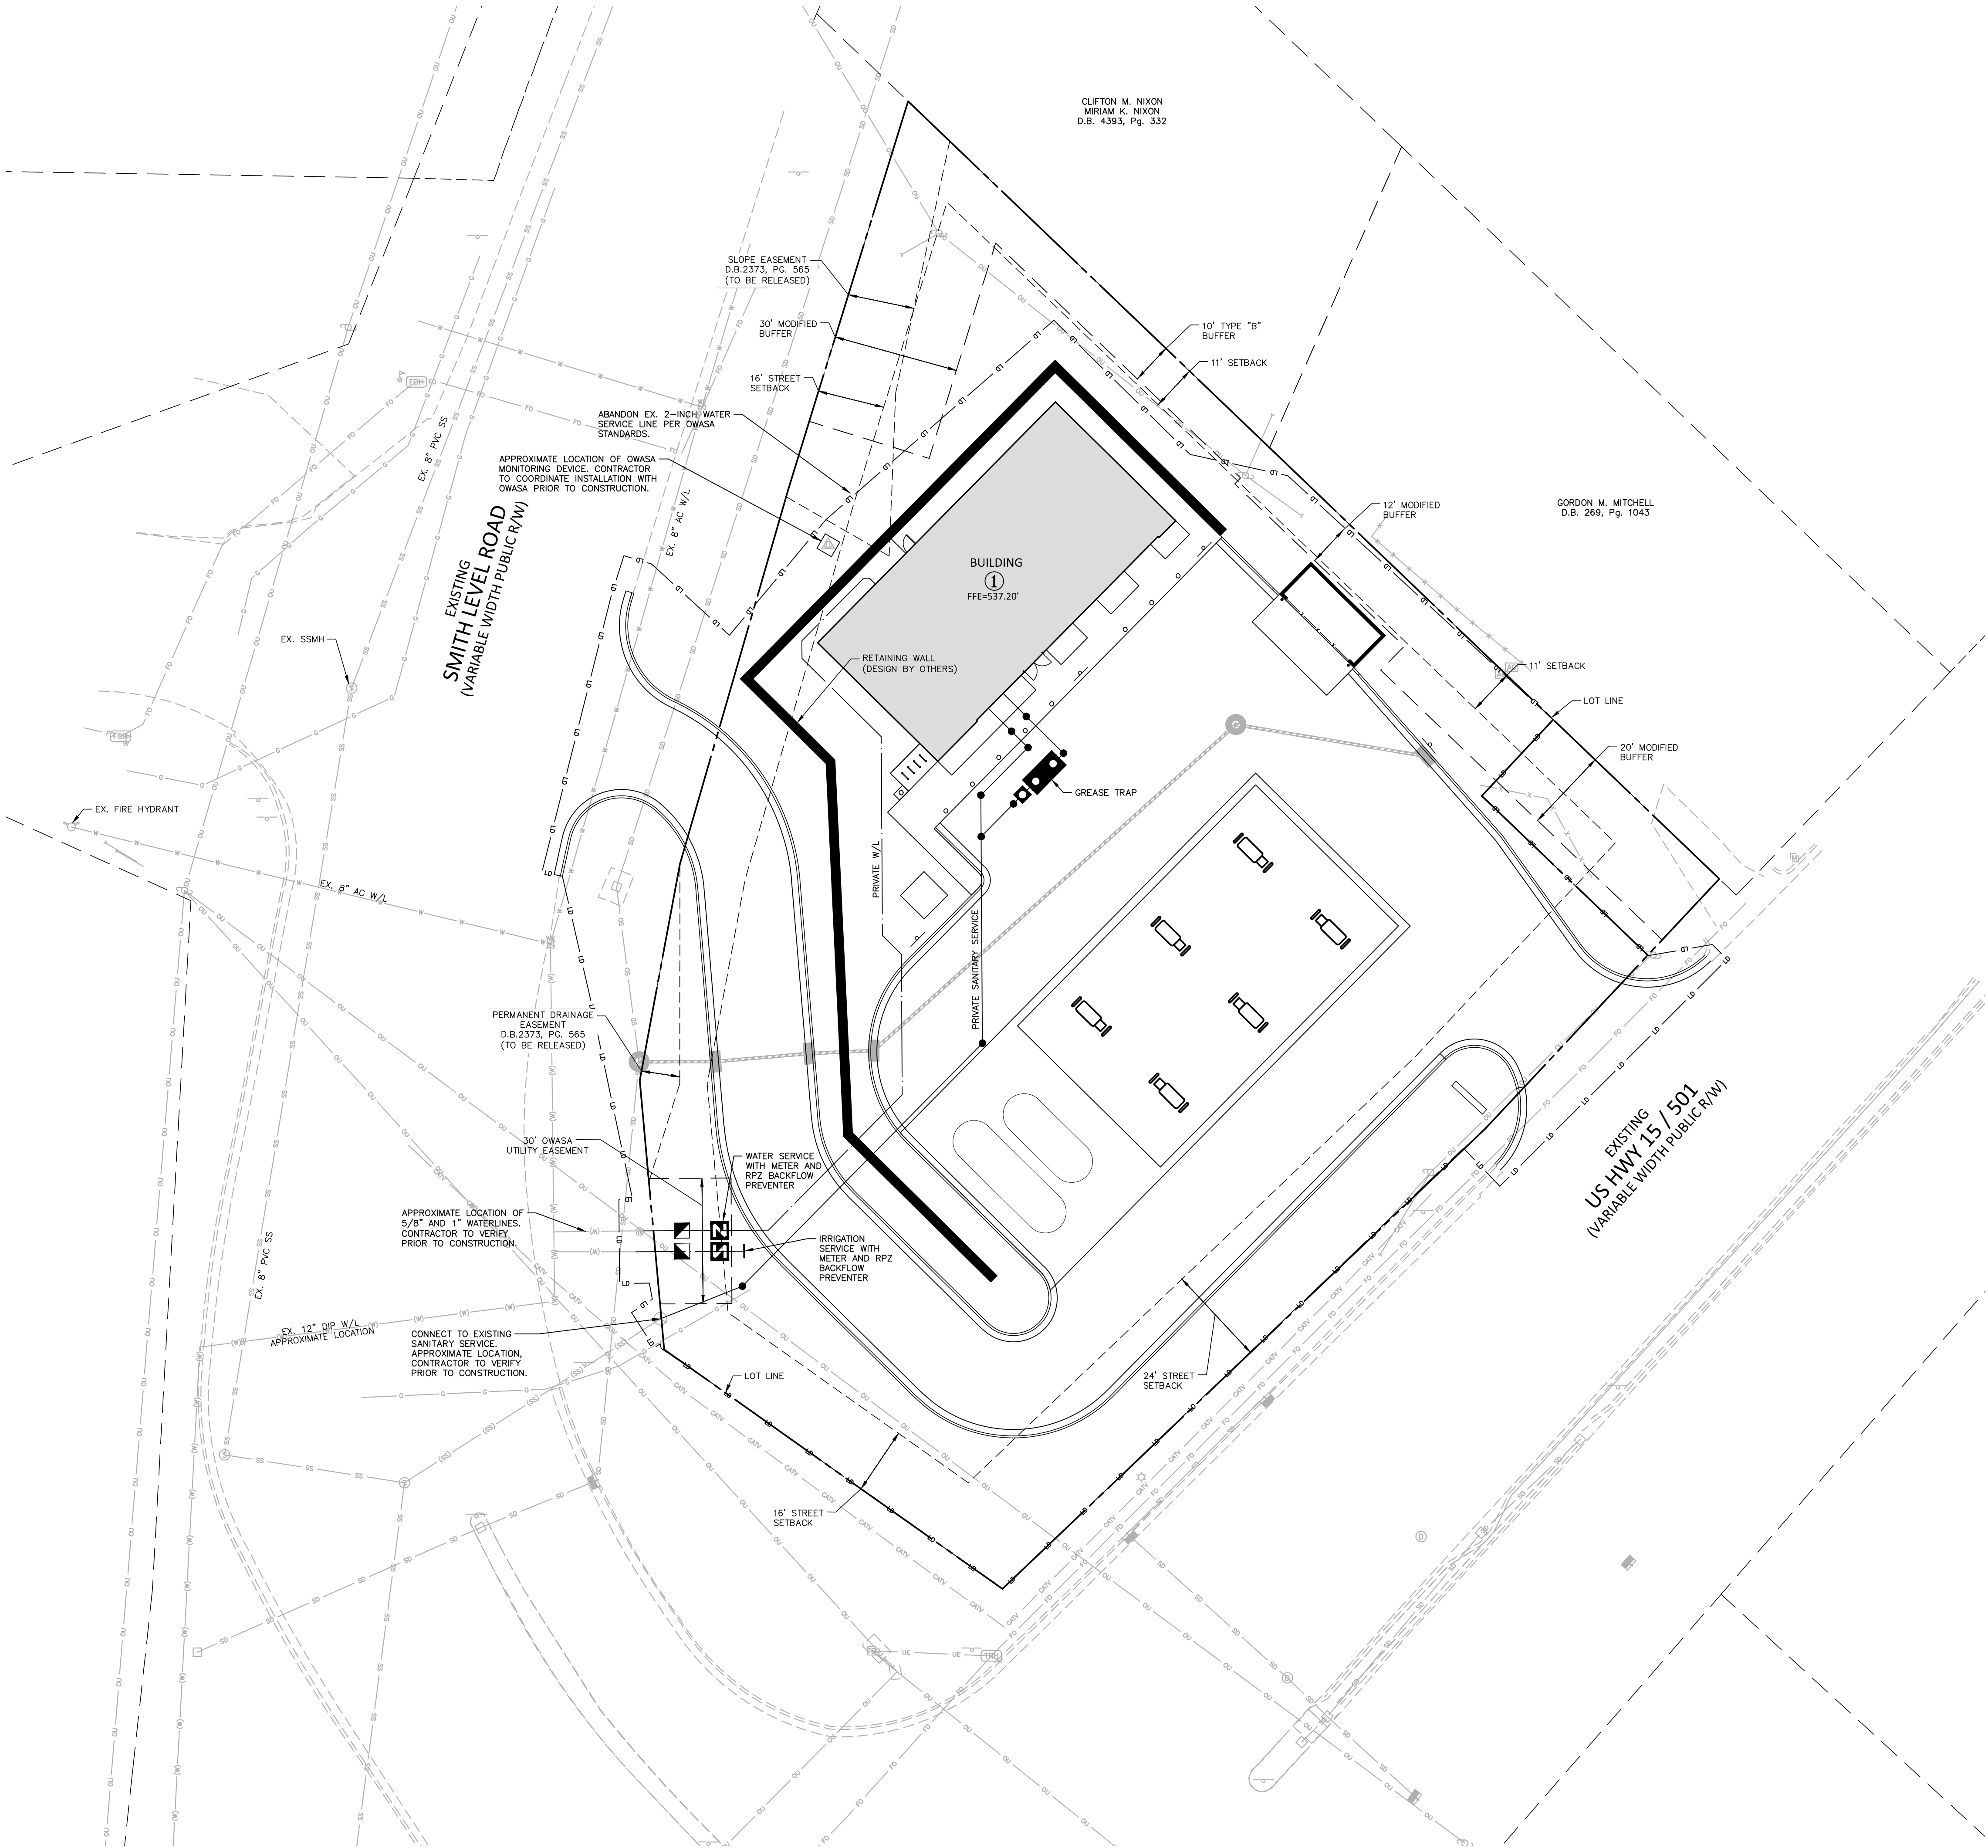 CLIFTON M. NIXON
MIRIAM K. NIXON
D.B. 4393, Pg. 332
SLOPE EASEMENT
D.B.2373, PG. 565
(TO BE RELEASED)
30' MODIFIED
BUFFER
10' TYPE "B"
BUFFER
11' SETBACK
16' STREET
SETBACK
ABANDON EX. 2-INCH WATER
SERVICE LINE PER OWASA
STANDARDS.
APPROXIMATE LOCATION OF OWASA
MONITORING DEVICE. CONTRACTOR
TO COORDINATE INSTALLATION WITH
OWASA PRIOR TO CONSTRUCTION.
EX. 8" PVC SS
EX. 8" AC W/L
EXISTING
SMITH LEVEL ROAD
(VARIABLE WIDTH PUBLIC R/W)
12' MODIFIED
BUFFER
GORDON M. MITCHELL
D.B. 269, Pg. 1043
BUILDING
1
FFE=537.20'
EX. SSMH
RETAINING WALL
(DESIGN BY OTHERS)
11' SETBACK
LOT LINE
20' MODIFIED
BUFFER
GREASE TRAP
EX. FIRE HYDRANT
EX. 8" AC W/L
PRIVATE W/L
PRIVATE SANITARY SERVICE
PERMANENT DRAINAGE
EASEMENT
D.B.2373, PG. 565
(TO BE RELEASED)
30' OWASA
UTILITY EASEMENT
WATER SERVICE
WITH METER AND
RPZ BACKFLOW
PREVENTER
EXISTING
US HWY 15 / 501
(VARIABLE WIDTH PUBLIC R/W)
APPROXIMATE LOCATION OF
5/8" AND 1" WATERLINES.
CONTRACTOR TO VERIFY
PRIOR TO CONSTRUCTION.
IRRIGATION
SERVICE WITH
METER AND RPZ
BACKFLOW
PREVENTER
EX. 8" PVC SS
EX. 12" DIP W/L
APPROXIMATE LOCATION
CONNECT TO EXISTING
SANITARY SERVICE.
APPROXIMATE LOCATION,
CONTRACTOR TO VERIFY
PRIOR TO CONSTRUCTION.
LOT LINE
24' STREET
SETBACK
16' STREET
SETBACK